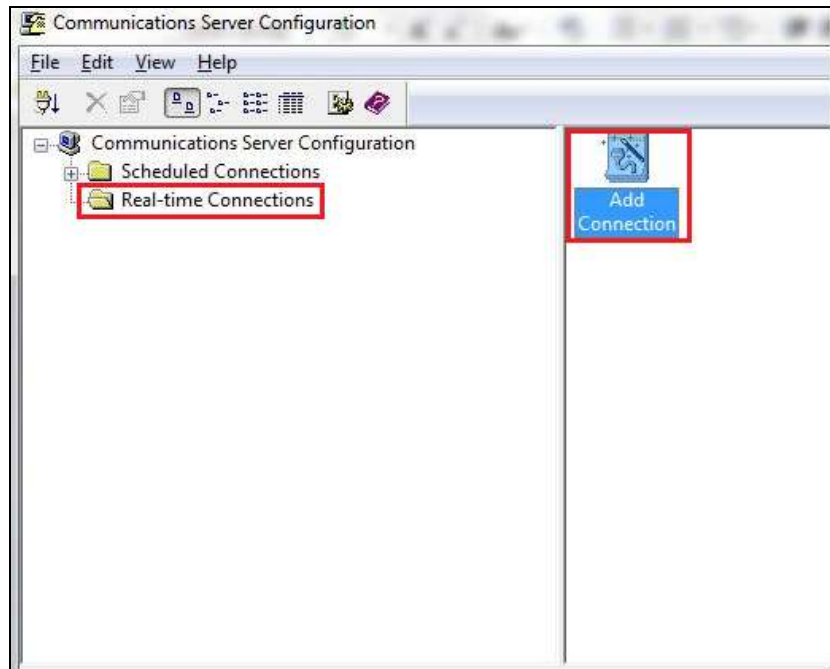 Communications Server Configuration
File Edit View Help
Communications Server Configuration
Scheduled Connections
Real-time Connections
Add
Connection